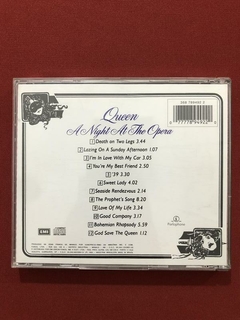 Queen
A Night At The Opera
1 Death on Two Legs 3.44
2 Lazing On A Sunday Afternoon 1.07
3 I'm In Love With My Car 3.05
4 You're My Best Friend 2.50
5 '39 3.30
6 Sweet Lady 4.02
7 Seaside Rendezvous 2.14
8 The Prophet's Song 8.20
9 Love Of My Life 3.39
10 Good Company 3.23
11 Bohemian Rhapsody 5.59
12 God Save The Queen 1.12
EMI
Parlophone